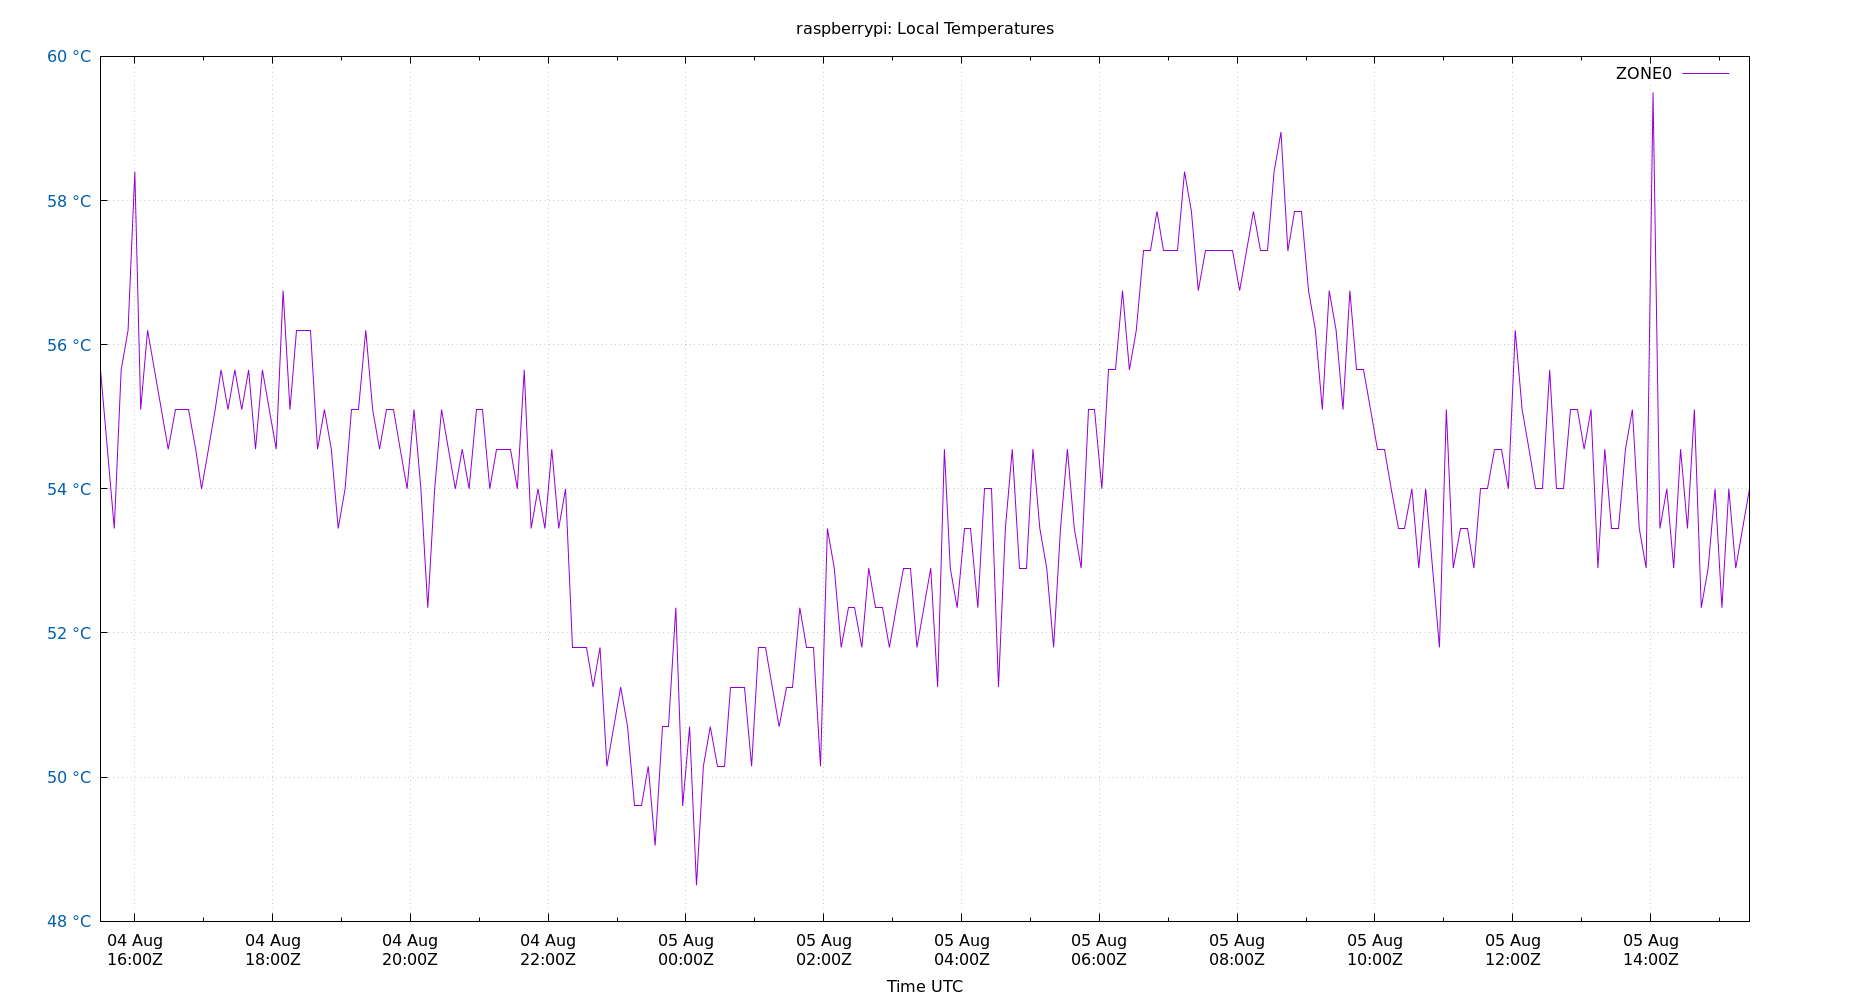 raspberrypi: Local Temperatures
60 °C
ZONE0
58 °C
56 °C
54 °C
52 °C
50 °C
48 °C
04 Aug 04 Aug 04 Aug 04 Aug 05 Aug 05 Aug 05 Aug 05 Aug 05 Aug 05 Aug 05 Aug 05 Aug
16:00Z 18:00Z 20:00Z 22:00Z 00:00Z 02:00Z 04:00Z 06:00Z 08:00Z 10:00Z 12:00Z 14:00Z
Time UTC